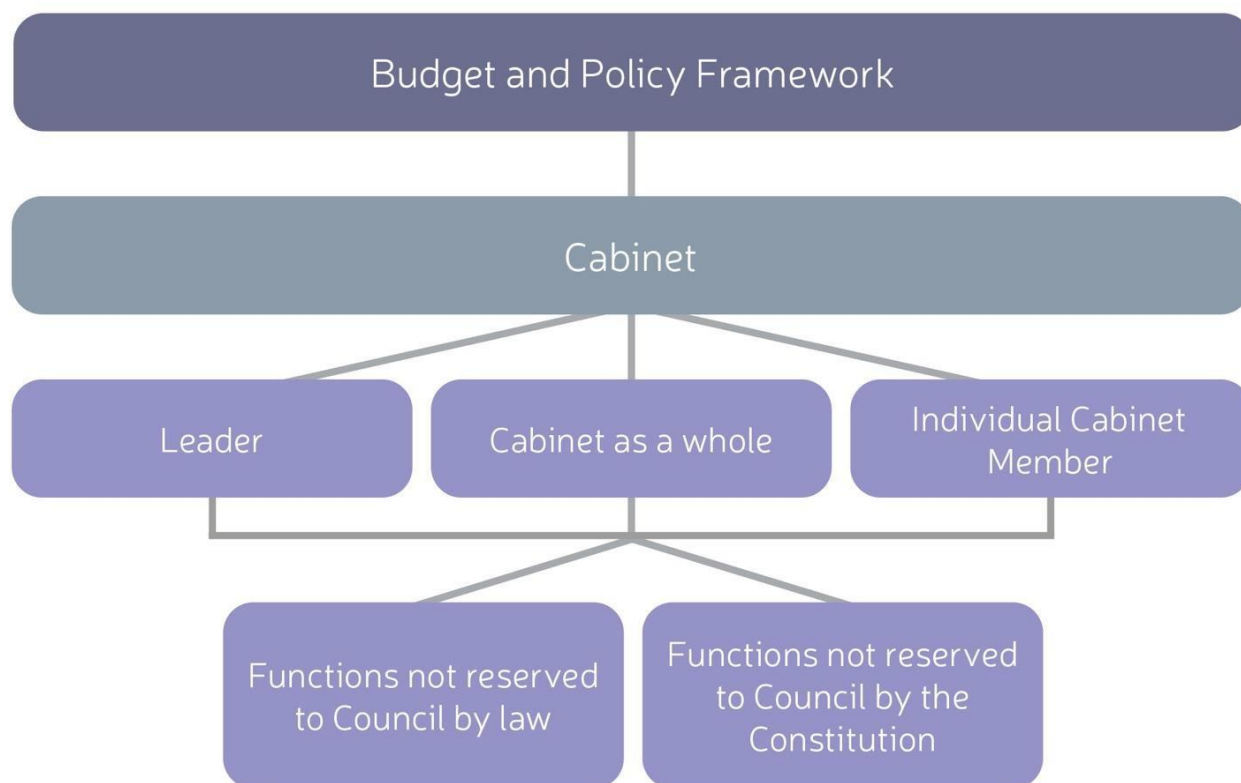 Budget and Policy Framework
Cabinet
Leader
Cabinet as a whole
Individual Cabinet
Member
Functions not reserved
to Council by law
Functions not reserved
to Council by the
Constitution